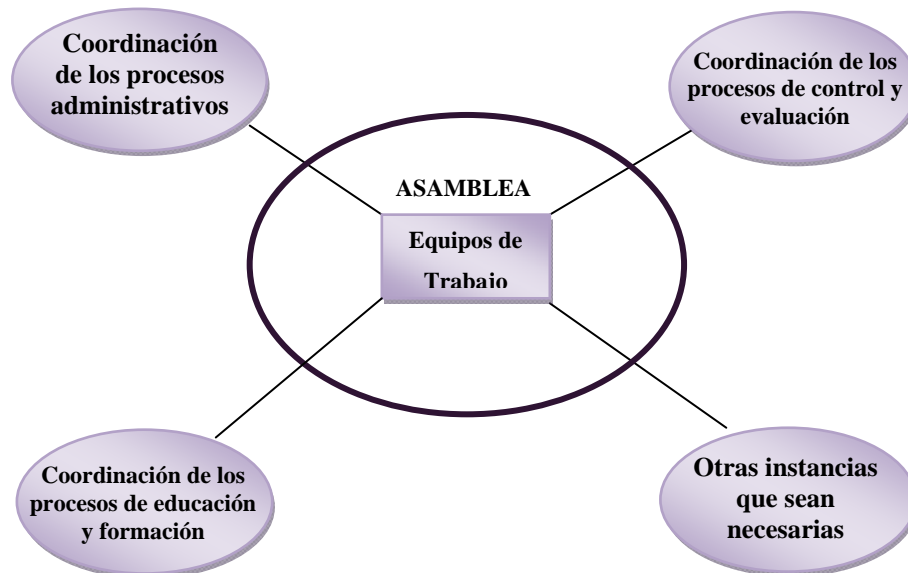 Coordinación
de los procesos
administrativos
Coordinación de los
procesos de control y
evaluación
ASAMBLEA
Equipos de
Trabajo
Coordinación de los
procesos de educación
y formación
Otras instancias
que sean
necesarias